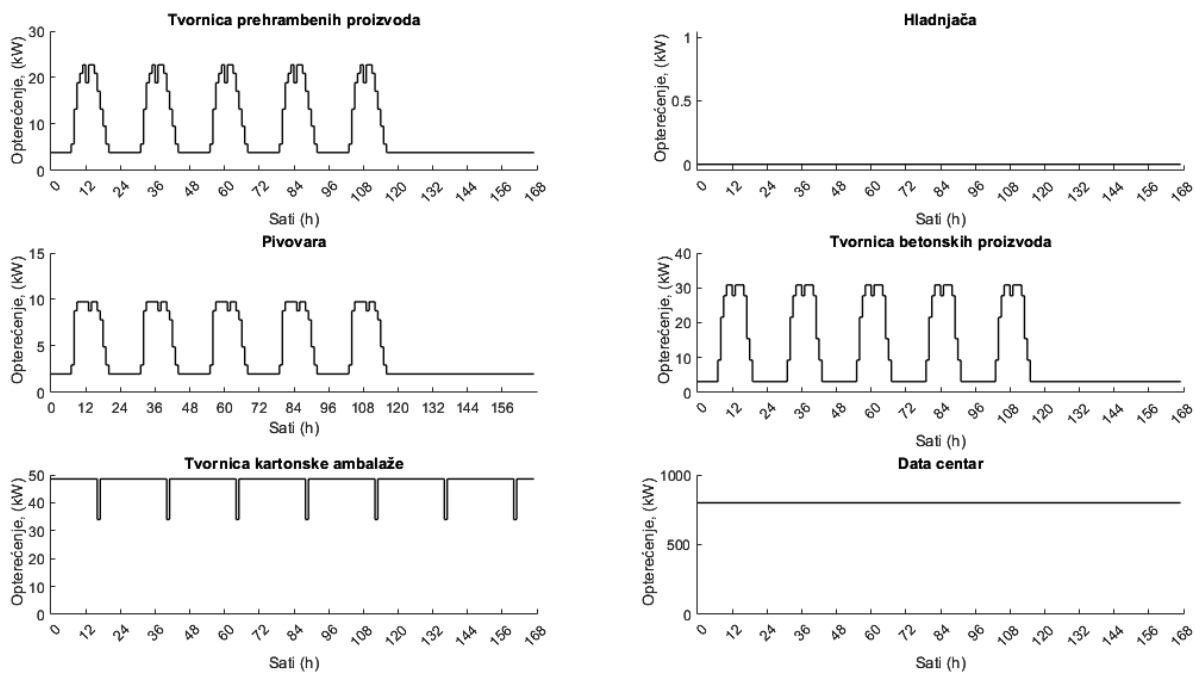 Tvornica prehrambenih proizvoda
Opterećenje, (kW)
30
20
10
0
0 12 24 36 48 60 72 84 96 108 120 132 144 156 168
Sati (h)
Hladnjača
Opterećenje, (kW)
1
0.5
0
0 12 24 36 48 60 72 84 96 108 120 132 144 156 168
Sati (h)
Pivovara
Opterećenje, (kW)
15
10
5
0
0 12 24 36 48 60 72 84 96 108 120 132 144 156
Sati (h)
Tvornica betonskih proizvoda
Opterećenje, (kW)
40
30
20
10
0
0 12 24 36 48 60 72 84 96 108 120 132 144 156 168
Sati (h)
Tvornica kartonske ambalaže
Opterećenje, (kW)
50
40
30
20
10
0
0 12 24 36 48 60 72 84 96 108 120 132 144 156 168
Sati (h)
Data centar
Opterećenje, (kW)
1000
500
0
0 12 24 36 48 60 72 84 96 108 120 132 144 156 168
Sati (h)